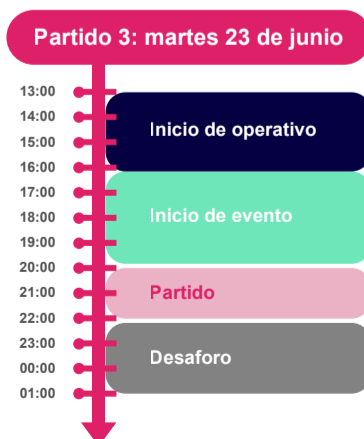 Partido 3: martes 23 de junio
13:00
14:00
Inicio de operativo
15:00
16:00
17:00
18:00
Inicio de evento
19:00
20:00
21:00
Partido
22:00
23:00
Desaforo
00:00
01:00